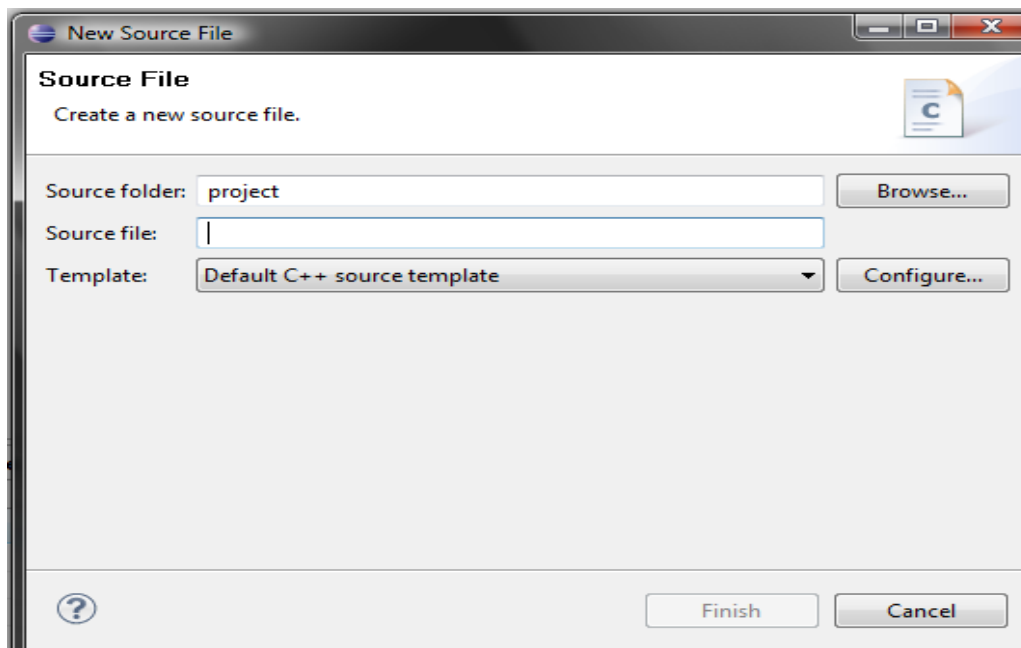 New Source File
Source File
Create a new source file.
C
Source folder: project Browse...
Source file:
Template: Default C++ source template Configure...
? Finish Cancel